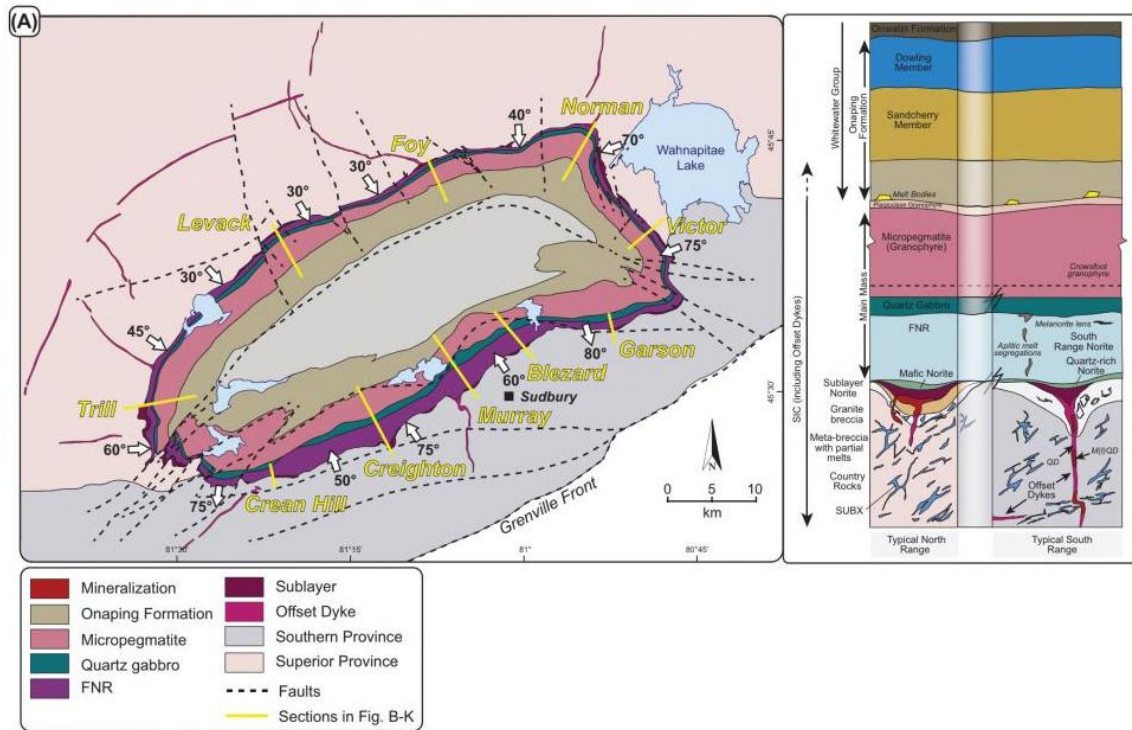 (A)
Norman
40°
70°
Wahnapitae
Lake
45°45'
Foy
30°
30°
Levack
Victor
75°
30°
45°
Garson
80°
Blezard
60°
Sudbury
45°30'
Trill
Murray
60°
75°
Creighton
50°
Crean Hill
75°
N
0 5 10
km
Grenville Front
81°30'
81°15'
81°
80°45'
Mineralization
Onaping Formation
Micropegmatite
Quartz gabbro
FNR
Sublayer
Offset Dyke
Southern Province
Superior Province
Faults
Sections in Fig. B-K
Whitewater Group
Onaping
Formation
Main Mass
SIC (including Offset Dykes)
Onwatin Formation
Dowling
Member
Sandcherry
Member
Melt Bodies
Plagioclase Granophyre
Micropegmatite
(Granophyre)
Crowsfoot
granophyre
Quartz Gabbro
Melanorite lens
FNR
South
Range Norite
Aplitic melt
segregations
Quartz-rich
Norite
Mafic Norite
Sublayer
Norite
Granite
breccia
Meta-breccia
with partial
melts
QD
M(I)QD
Country
Rocks
Offset
Dykes
SUBX
Typical North
Range
Typical South
Range